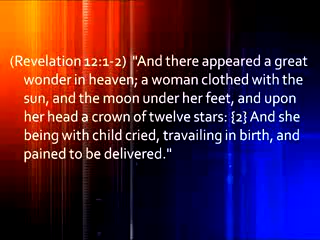 (Revelation 12:1-2) "And there appeared a great
wonder in heaven; a woman clothed with the
sun, and the moon under her feet, and upon
her head a crown of twelve stars: {2} And she
being with child cried, travailing in birth, and
pained to be delivered."